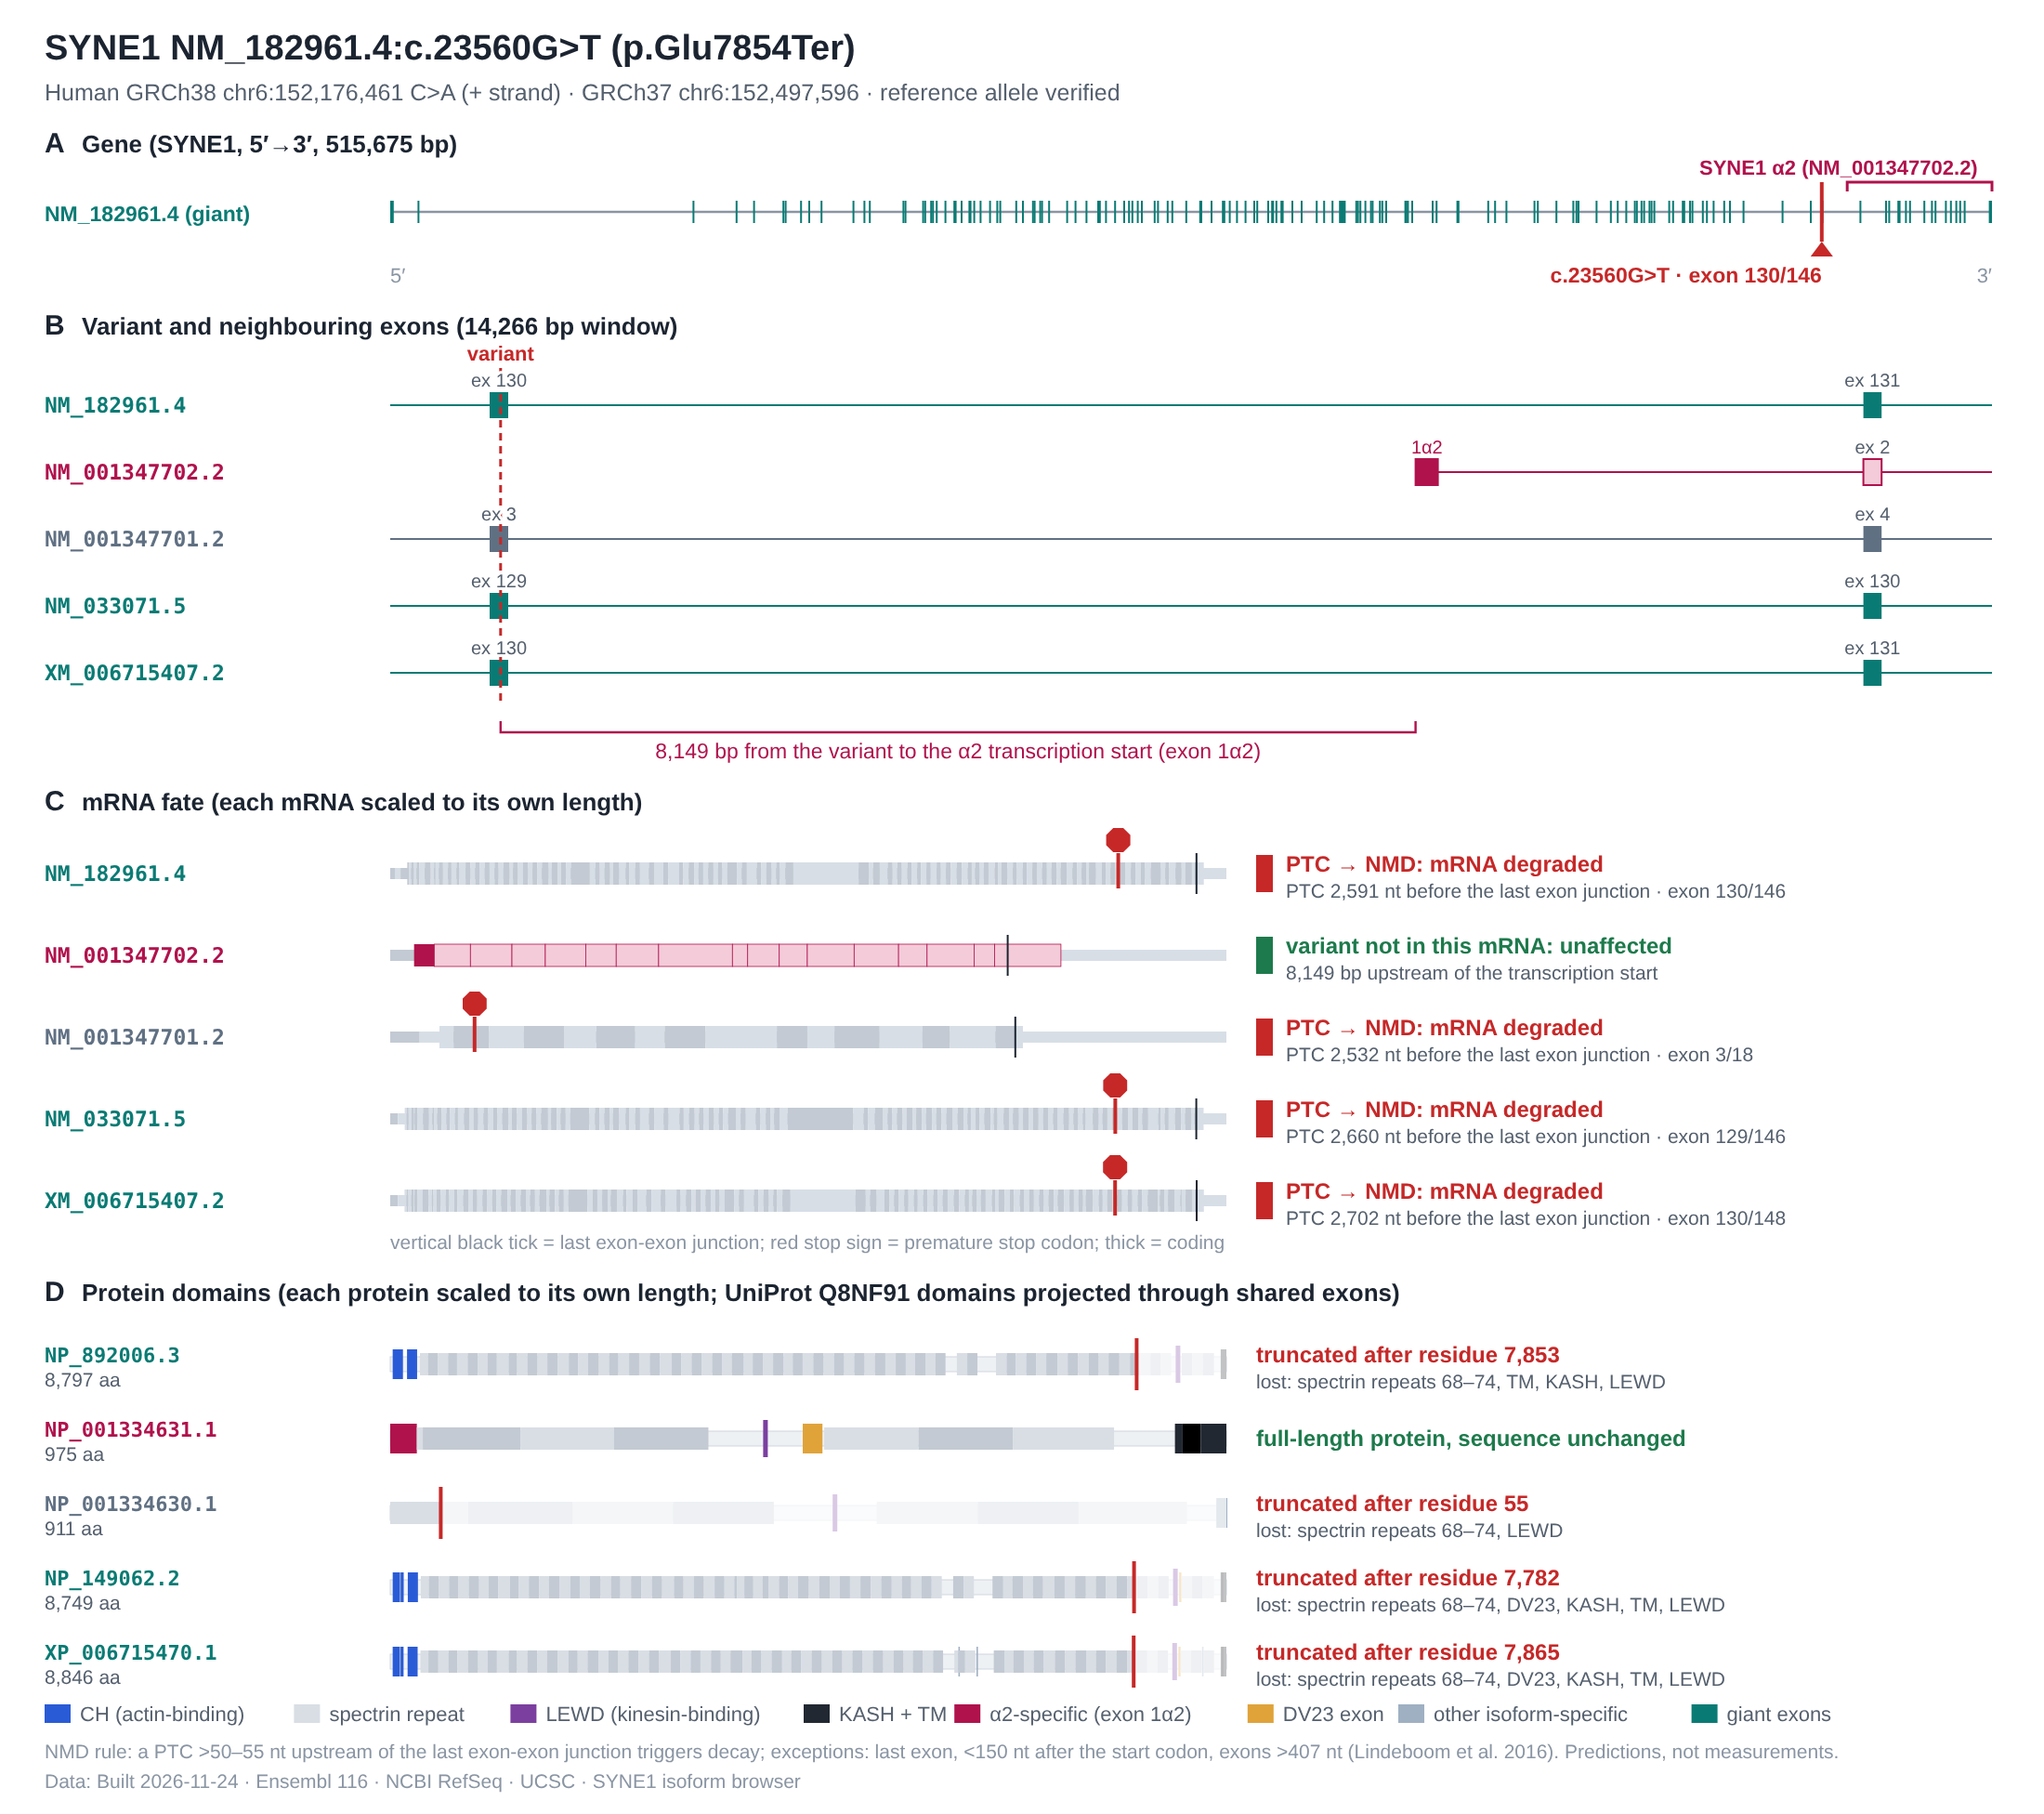 SYNE1 NM_182961.4:c.23560G>T (p.Glu7854Ter)
Human GRCh38 chr6:152,176,461 C>A (+ strand) · GRCh37 chr6:152,497,596 · reference allele verified
A Gene (SYNE1, 5′→3′, 515,675 bp)
SYNE1 α2 (NM_001347702.2)
NM_182961.4 (giant)
5′
c.23560G>T · exon 130/146
3′
B Variant and neighbouring exons (14,266 bp window)
variant
ex 130
ex 131
NM_182961.4
1α2
ex 2
NM_001347702.2
ex 3
ex 4
NM_001347701.2
ex 129
ex 130
NM_033071.5
ex 130
ex 131
XM_006715407.2
8,149 bp from the variant to the α2 transcription start (exon 1α2)
C mRNA fate (each mRNA scaled to its own length)
NM_182961.4
PTC → NMD: mRNA degraded
PTC 2,591 nt before the last exon junction · exon 130/146
NM_001347702.2
variant not in this mRNA: unaffected
8,149 bp upstream of the transcription start
NM_001347701.2
PTC → NMD: mRNA degraded
PTC 2,532 nt before the last exon junction · exon 3/18
NM_033071.5
PTC → NMD: mRNA degraded
PTC 2,660 nt before the last exon junction · exon 129/146
XM_006715407.2
PTC → NMD: mRNA degraded
PTC 2,702 nt before the last exon junction · exon 130/148
vertical black tick = last exon-exon junction; red stop sign = premature stop codon; thick = coding
D Protein domains (each protein scaled to its own length; UniProt Q8NF91 domains projected through shared exons)
NP_892006.3
8,797 aa
truncated after residue 7,853
lost: spectrin repeats 68–74, TM, KASH, LEWD
NP_001334631.1
975 aa
full-length protein, sequence unchanged
NP_001334630.1
911 aa
truncated after residue 55
lost: spectrin repeats 68–74, LEWD
NP_149062.2
8,749 aa
truncated after residue 7,782
lost: spectrin repeats 68–74, DV23, KASH, TM, LEWD
XP_006715470.1
8,846 aa
truncated after residue 7,865
lost: spectrin repeats 68–74, DV23, KASH, TM, LEWD
CH (actin-binding) spectrin repeat LEWD (kinesin-binding) KASH + TM α2-specific (exon 1α2) DV23 exon other isoform-specific giant exons
NMD rule: a PTC >50–55 nt upstream of the last exon-exon junction triggers decay; exceptions: last exon, <150 nt after the start codon, exons >407 nt (Lindeboom et al. 2016). Predictions, not measurements.
Data: Built 2026-11-24 · Ensembl 116 · NCBI RefSeq · UCSC · SYNE1 isoform browser